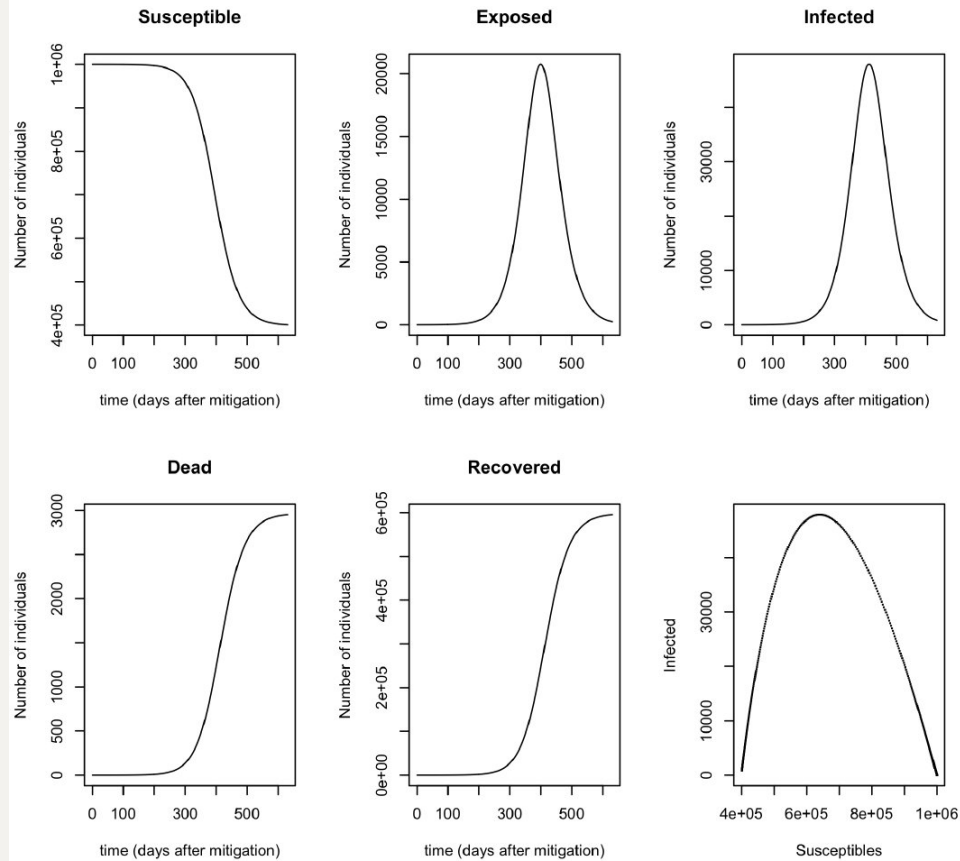 Susceptible
Number of individuals
4e+05
6e+05
8e+05
1e+06
0 100 300 500
time (days after mitigation)
Exposed
Number of individuals
0
5000
10000
15000
20000
0 100 300 500
time (days after mitigation)
Infected
Number of individuals
0
10000
30000
0 100 300 500
time (days after mitigation)
Dead
Number of individuals
0
500
1000
2000
3000
0 100 300 500
time (days after mitigation)
Recovered
Number of individuals
0e+00
2e+05
4e+05
6e+05
0 100 300 500
time (days after mitigation)
Infected
0
10000
30000
4e+05 6e+05 8e+05 1e+06
Susceptibles